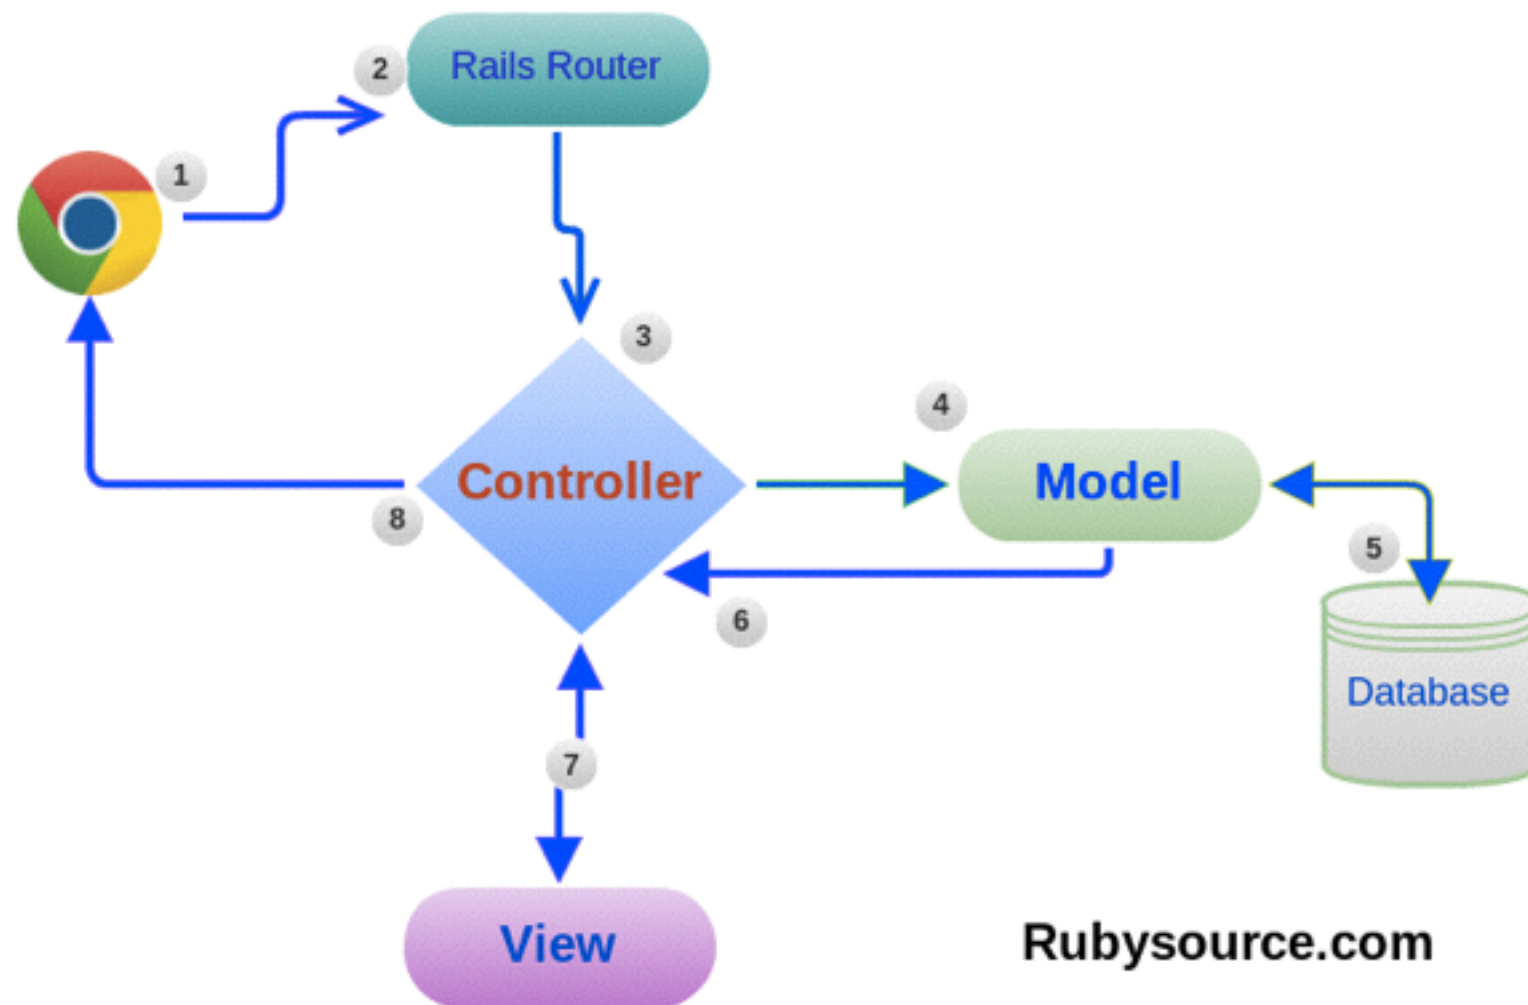 2
Rails Router
1
3
4
Controller
Model
8
5
6
Database
7
View
Rubysource.com